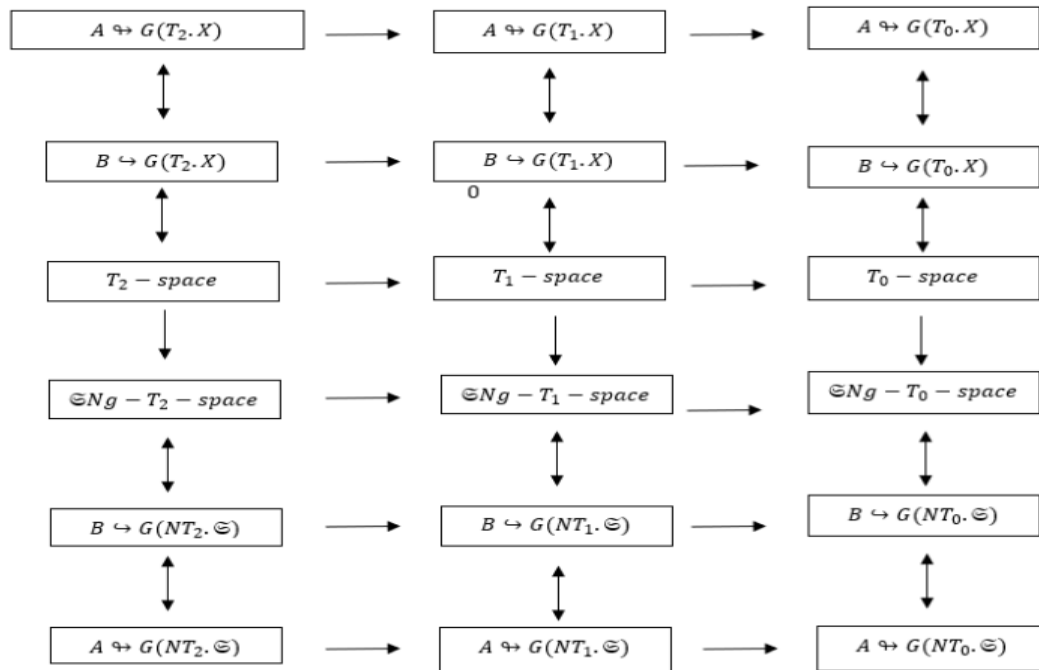 A ↬ G(T₂.X)
A ↬ G(T₁.X)
A ↬ G(T₀.X)
B ↪ G(T₂.X)
B ↪ G(T₁.X)
B ↪ G(T₀.X)
0
T₂ − space
T₁ − space
T₀ − space
𝔖Ng − T₂ − space
𝔖Ng − T₁ − space
𝔖Ng − T₀ − space
B ↪ G(NT₂.𝔖)
B ↪ G(NT₁.𝔖)
B ↪ G(NT₀.𝔖)
A ↬ G(NT₂.𝔖)
A ↬ G(NT₁.𝔖)
A ↬ G(NT₀.𝔖)